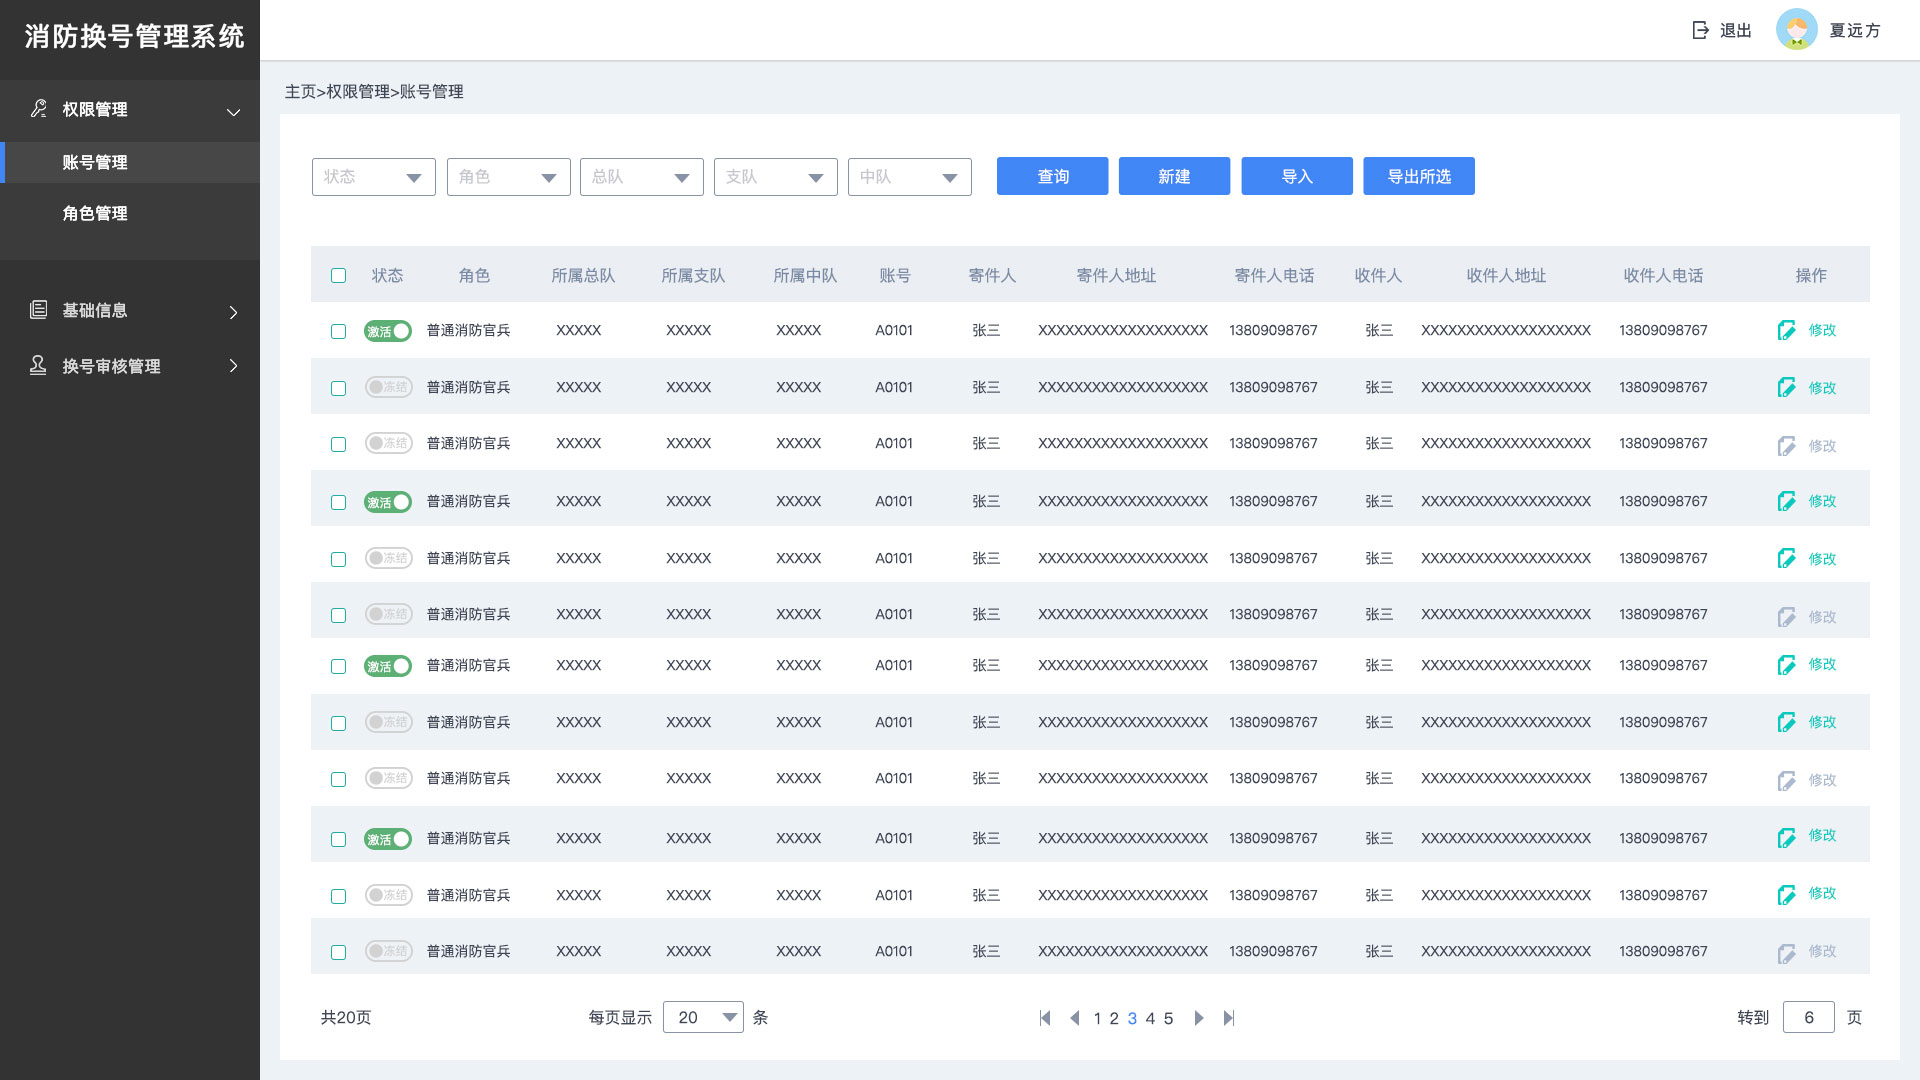 消防换号管理系统
退出 夏远方
权限管理
账号管理
角色管理
基础信息
换号审核管理
主页>权限管理>账号管理
状态 角色 总队 支队 中队 查询 新建 导入 导出所选
状态 角色 所属总队 所属支队 所属中队 账号 寄件人 寄件人地址 寄件人电话 收件人 收件人地址 收件人电话 操作
激活 普通消防官兵 XXXXX XXXXX XXXXX A0101 张三 XXXXXXXXXXXXXXXXXXX 13809098767 张三 XXXXXXXXXXXXXXXXXXX 13809098767 修改
冻结 普通消防官兵 XXXXX XXXXX XXXXX A0101 张三 XXXXXXXXXXXXXXXXXXX 13809098767 张三 XXXXXXXXXXXXXXXXXXX 13809098767 修改
冻结 普通消防官兵 XXXXX XXXXX XXXXX A0101 张三 XXXXXXXXXXXXXXXXXXX 13809098767 张三 XXXXXXXXXXXXXXXXXXX 13809098767 修改
激活 普通消防官兵 XXXXX XXXXX XXXXX A0101 张三 XXXXXXXXXXXXXXXXXXX 13809098767 张三 XXXXXXXXXXXXXXXXXXX 13809098767 修改
冻结 普通消防官兵 XXXXX XXXXX XXXXX A0101 张三 XXXXXXXXXXXXXXXXXXX 13809098767 张三 XXXXXXXXXXXXXXXXXXX 13809098767 修改
冻结 普通消防官兵 XXXXX XXXXX XXXXX A0101 张三 XXXXXXXXXXXXXXXXXXX 13809098767 张三 XXXXXXXXXXXXXXXXXXX 13809098767 修改
激活 普通消防官兵 XXXXX XXXXX XXXXX A0101 张三 XXXXXXXXXXXXXXXXXXX 13809098767 张三 XXXXXXXXXXXXXXXXXXX 13809098767 修改
冻结 普通消防官兵 XXXXX XXXXX XXXXX A0101 张三 XXXXXXXXXXXXXXXXXXX 13809098767 张三 XXXXXXXXXXXXXXXXXXX 13809098767 修改
冻结 普通消防官兵 XXXXX XXXXX XXXXX A0101 张三 XXXXXXXXXXXXXXXXXXX 13809098767 张三 XXXXXXXXXXXXXXXXXXX 13809098767 修改
激活 普通消防官兵 XXXXX XXXXX XXXXX A0101 张三 XXXXXXXXXXXXXXXXXXX 13809098767 张三 XXXXXXXXXXXXXXXXXXX 13809098767 修改
冻结 普通消防官兵 XXXXX XXXXX XXXXX A0101 张三 XXXXXXXXXXXXXXXXXXX 13809098767 张三 XXXXXXXXXXXXXXXXXXX 13809098767 修改
冻结 普通消防官兵 XXXXX XXXXX XXXXX A0101 张三 XXXXXXXXXXXXXXXXXXX 13809098767 张三 XXXXXXXXXXXXXXXXXXX 13809098767 修改
共20页 每页显示 20 条 1 2 3 4 5 转到 6 页